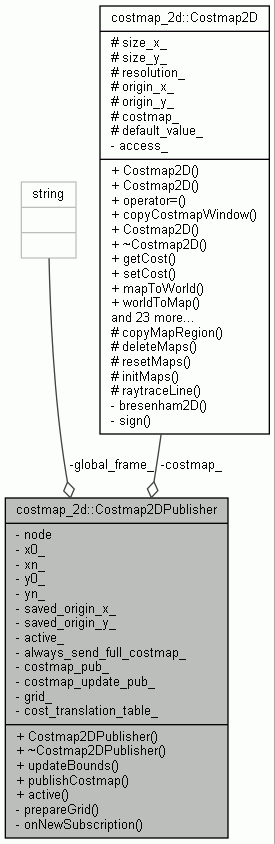 costmap_2d::Costmap2D
# size_x_
# size_y_
# resolution_
# origin_x_
# origin_y_
# costmap_
# default_value_
- access_
+ Costmap2D()
+ Costmap2D()
+ operator=()
+ copyCostmapWindow()
+ Costmap2D()
+ ~Costmap2D()
+ getCost()
+ setCost()
+ mapToWorld()
+ worldToMap()
and 23 more...
# copyMapRegion()
# deleteMaps()
# resetMaps()
# initMaps()
# raytraceLine()
- bresenham2D()
- sign()
string
-global_frame_
-costmap_
costmap_2d::Costmap2DPublisher
- node
- x0_
- xn_
- y0_
- yn_
- saved_origin_x_
- saved_origin_y_
- active_
- always_send_full_costmap_
- costmap_pub_
- costmap_update_pub_
- grid_
- cost_translation_table_
+ Costmap2DPublisher()
+ ~Costmap2DPublisher()
+ updateBounds()
+ publishCostmap()
+ active()
- prepareGrid()
- onNewSubscription()